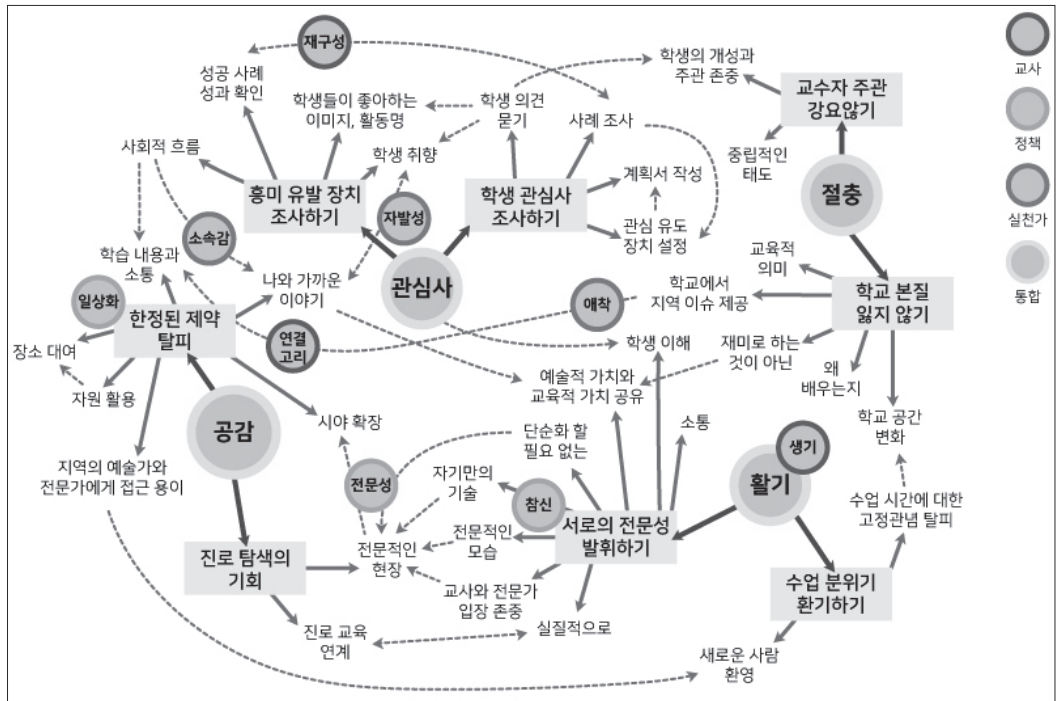 재구성
교사
정책
실천가
통합
성공 사례
성과 확인
학생들이 좋아하는
이미지, 활동명
학생 의견
묻기
사례 조사
학생의 개성과
주관 존중
교수자 주관
강요않기
중립적인
태도
절충
사회적 흐름
학생 취향
흥미 유발 장치
조사하기
자발성
학생 관심사
조사하기
계획서 작성
관심 유도
장치 설정
소속감
관심사
학습 내용과
소통
나와 가까운
이야기
일상화
한정된 제약
탈피
연결
고리
애착
학교에서
지역 이슈 제공
교육적
의미
학교 본질
잃지 않기
장소 대여
자원 활용
학생 이해
재미로 하는
것이 아닌
왜
배우는지
예술적 가치와
교육적 가치 공유
학교 공간
변화
공감
시야 확장
단순화 할
필요 없는
소통
생기
활기
지역의 예술가와
전문가에게 접근 용이
전문성
자기만의
기술
참신
수업 시간에 대한
고정관념 탈피
전문적인
모습
서로의 전문성
발휘하기
진로 탐색의
기회
전문적인
현장
교사와 전문가
입장 존중
수업 분위기
환기하기
진로 교육
연계
실질적으로
새로운 사람
환영